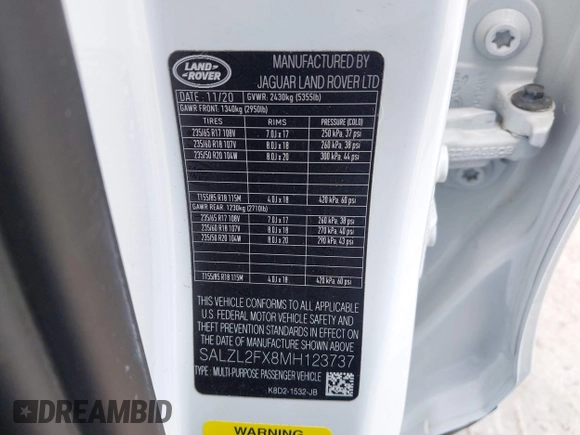 LAND-
ROVER
MANUFACTURED BY
JAGUAR LAND ROVER LTD
DATE: 11/20 GVWR: 2430kg (5355lb)
GAWR FRONT: 1340kg (2950lb)
TIRES RIMS PRESSURE (COLD)
235/65 R17 108V 7.0J x 17 250 kPa, 37 psi
235/60 R18 107V 8.0J x 18 260 kPa, 38 psi
235/50 R20 104W 8.0J x 20 300 kPa, 44 psi
T155/85 R18 115M 4.0J x 18 420 kPa, 60 psi
GAWR REAR: 1230kg (2710lb)
235/65 R17 108V 7.0J x 17 260 kPa, 38 psi
235/60 R18 107V 8.0J x 18 270 kPa, 40 psi
235/50 R20 104W 8.0J x 20 290 kPa, 43 psi
T155/85 R18 115M 4.0J x 18 420 kPa, 60 psi
THIS VEHICLE CONFORMS TO ALL APPLICABLE
U.S. FEDERAL MOTOR VEHICLE SAFETY AND
THEFT PREVENTION STANDARDS IN EFFECT ON
THE DATE OF MANUFACTURE SHOWN ABOVE.
SALZL2FX8MH123737
TYPE: MULTI-PURPOSE PASSENGER VEHICLE
K8D2-1532-JB
WARNING
DREAMBID